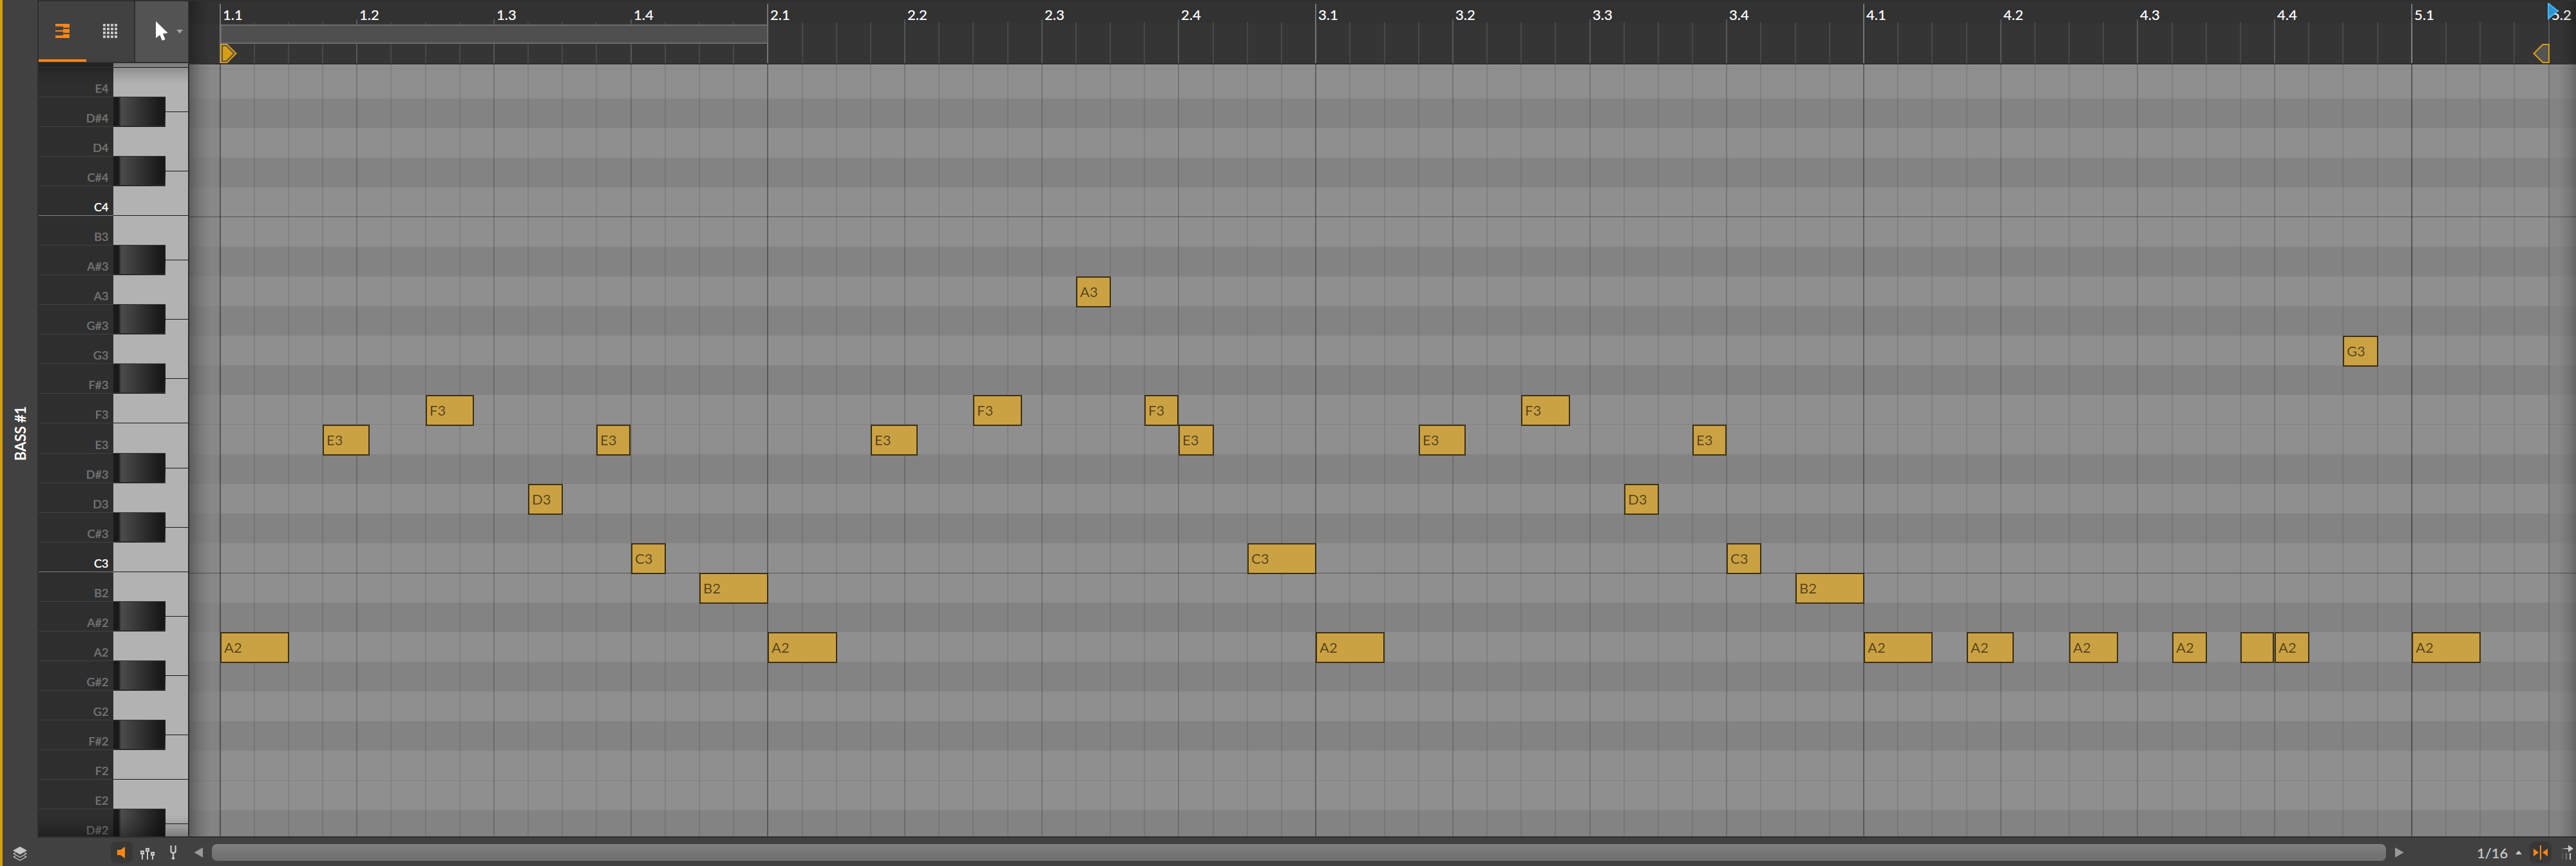 1.1 1.2 1.3 1.4 2.1 2.2 2.3 2.4 3.1 3.2 3.3 3.4 4.1 4.2 4.3 4.4 5.1 5.2
E4
D#4
D4
C#4
C4
B3
A#3
A3 A3
G#3
G3 G3
F#3
F3 F3 F3 F3 F3
E3 E3 E3 E3 E3 E3 E3
D#3
D3 D3 D3
C#3
C3 C3 C3 C3
B2 B2 B2
A#2
A2 A2 A2 A2 A2 A2 A2 A2 A2 A2
G#2
G2
F#2
F2
E2
D#2
BASS #1
1/16